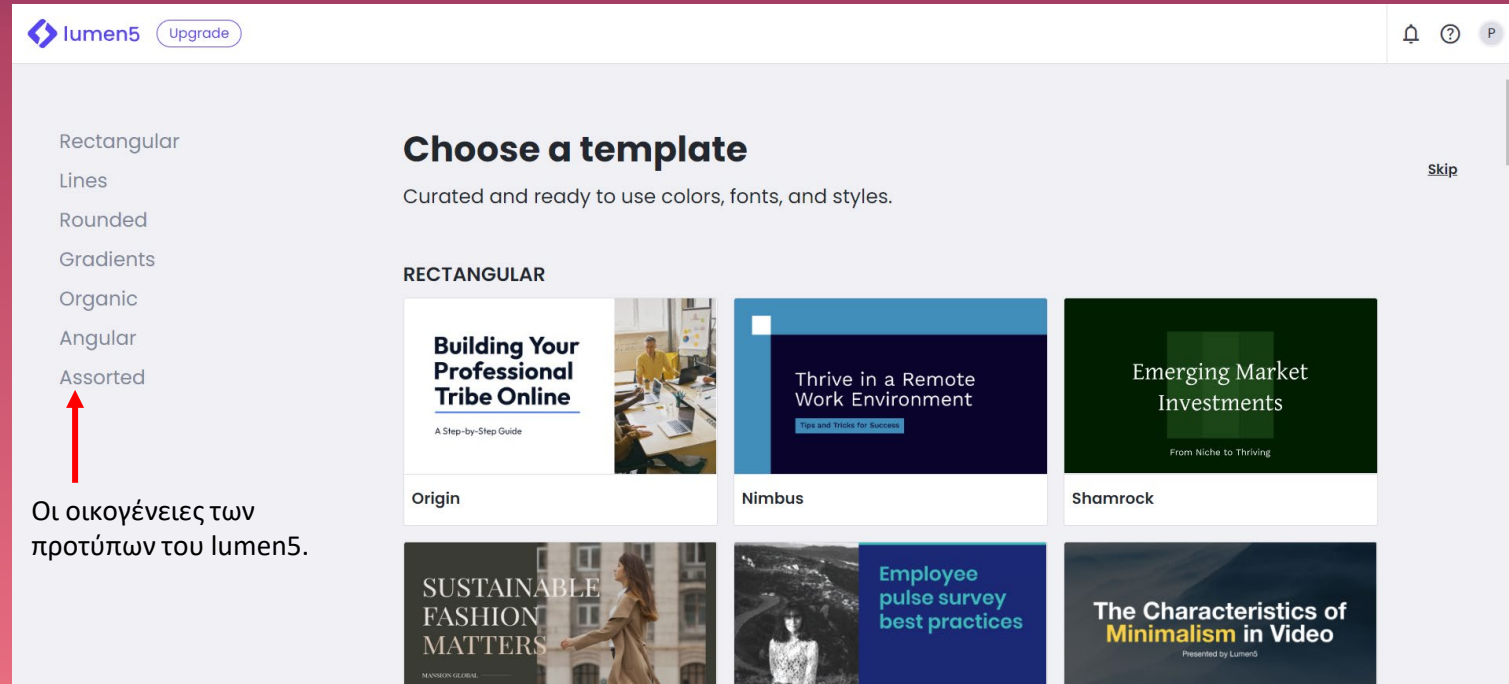 lumen5
Upgrade
P
Rectangular
Lines
Rounded
Gradients
Organic
Angular
Assorted
Οι οικογένειες των
προτύπων του lumen5.
Choose a template
Skip
Curated and ready to use colors, fonts, and styles.
RECTANGULAR
Building Your
Professional
Tribe Online
A Step-by-Step Guide
Origin
Thrive in a Remote
Work Environment
Tips and Tricks for Success
Nimbus
Emerging Market
Investments
From Niche to Thriving
Shamrock
SUSTAINABLE
FASHION
MATTERS
MANSION GLOBAL
Employee
pulse survey
best practices
The Characteristics of
Minimalism in Video
Presented by Lumen5